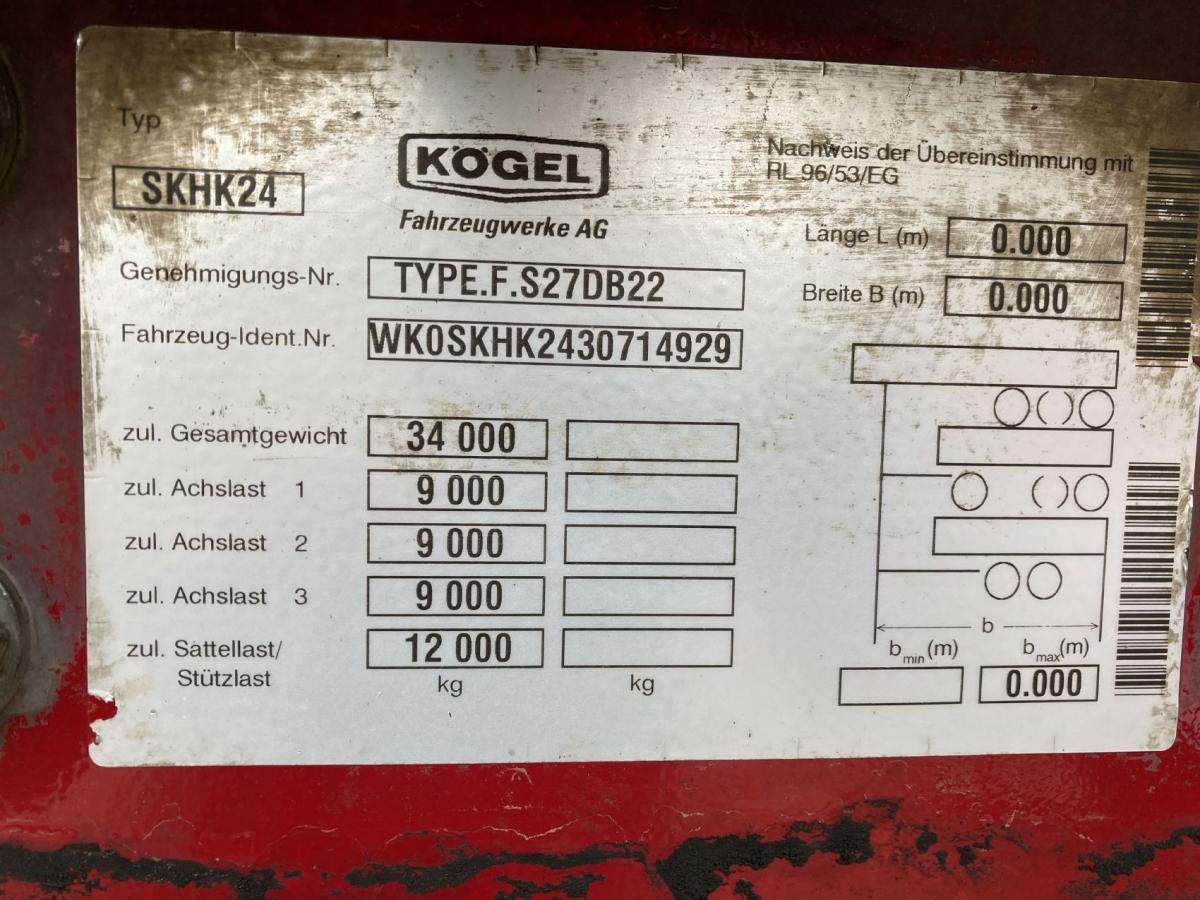 Typ
SKHK24
KÖGEL
Fahrzeugwerke AG
Nachweis der Übereinstimmung mit
RL 96/53/EG
Länge L (m) 0.000
Breite B (m) 0.000
Genehmigungs-Nr. TYPE.F.S27DB22
Fahrzeug-Ident.Nr. WK0SKHK2430714929
zul. Gesamtgewicht 34 000
zul. Achslast 1 9 000
zul. Achslast 2 9 000
zul. Achslast 3 9 000
zul. Sattellast/ 12 000
Stützlast kg kg
b
bmin (m) bmax(m)
0.000